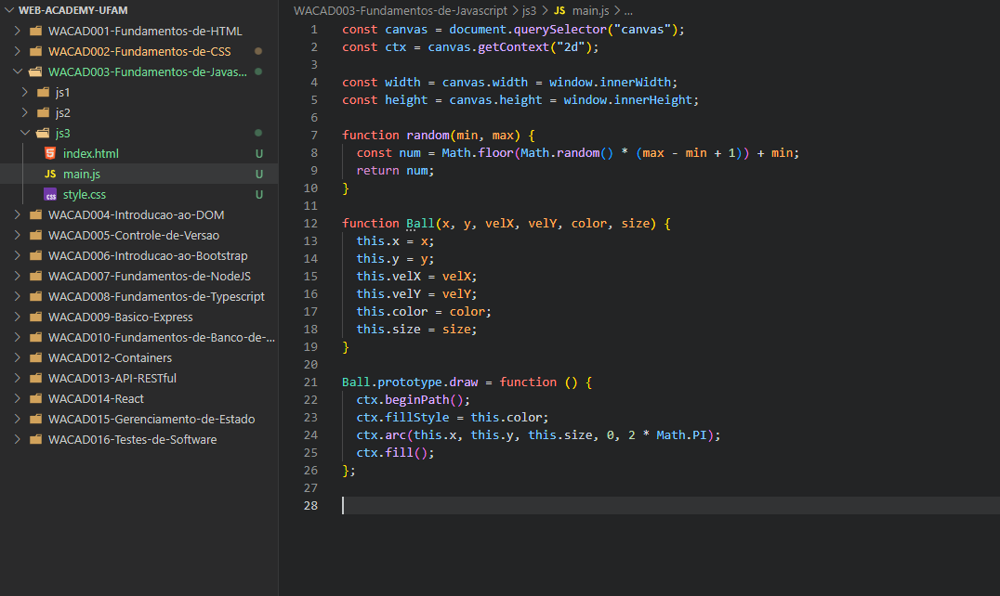 WEB-ACADEMY-UFAM
WACAD001-Fundamentos-de-HTML
WACAD002-Fundamentos-de-CSS
WACAD003-Fundamentos-de-Javas...
js1
js2
js3
index.html U
JS main.js U
css style.css U
WACAD004-Introducao-ao-DOM
WACAD005-Controle-de-Versao
WACAD006-Introducao-ao-Bootstrap
WACAD007-Fundamentos-de-NodeJS
WACAD008-Fundamentos-de-Typescript
WACAD009-Basico-Express
WACAD010-Fundamentos-de-Banco-de-...
WACAD012-Containers
WACAD013-API-RESTful
WACAD014-React
WACAD015-Gerenciamento-de-Estado
WACAD016-Testes-de-Software
WACAD003-Fundamentos-de-Javascript > js3 > JS main.js > ...
1 const canvas = document.querySelector("canvas");
2 const ctx = canvas.getContext("2d");
3
4 const width = canvas.width = window.innerWidth;
5 const height = canvas.height = window.innerHeight;
6
7 function random(min, max) {
8   const num = Math.floor(Math.random() * (max - min + 1)) + min;
9   return num;
10 }
11
12 function Ball(x, y, velX, velY, color, size) {
13   this.x = x;
14   this.y = y;
15   this.velX = velX;
16   this.velY = velY;
17   this.color = color;
18   this.size = size;
19 }
20
21 Ball.prototype.draw = function () {
22   ctx.beginPath();
23   ctx.fillStyle = this.color;
24   ctx.arc(this.x, this.y, this.size, 0, 2 * Math.PI);
25   ctx.fill();
26 };
27
28